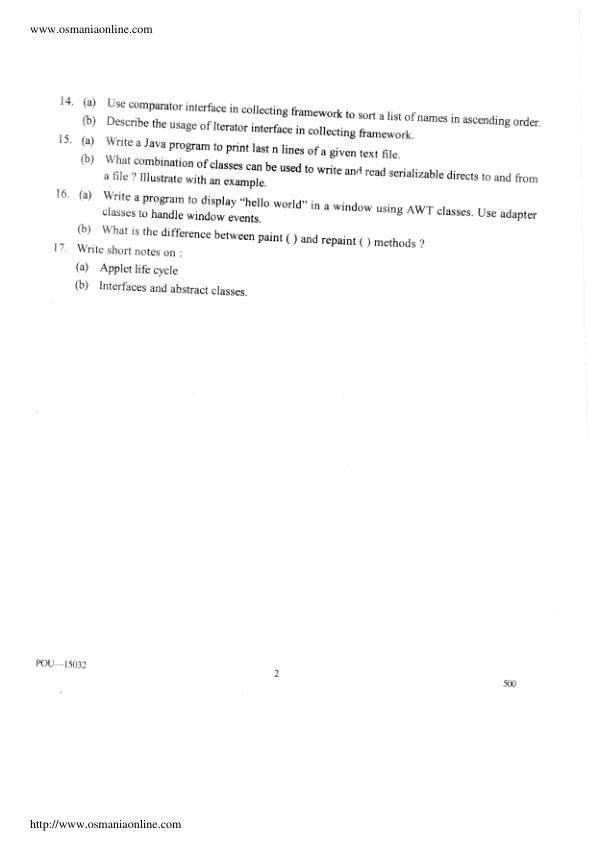 www.osmaniaonline.com
14. (a) Use comparator interface in collecting framework to sort a list of names in ascending order.
(b) Describe the usage of Iterator interface in collecting framework.
15. (a) Write a Java program to print last n lines of a given text file.
(b) What combination of classes can be used to write and read serializable directs to and from
a file ? Illustrate with an example.
16. (a) Write a program to display “hello world” in a window using AWT classes. Use adapter
classes to handle window events.
(b) What is the difference between paint ( ) and repaint ( ) methods ?
17. Write short notes on :
(a) Applet life cycle
(b) Interfaces and abstract classes.
POU—15032
2
500
http://www.osmaniaonline.com